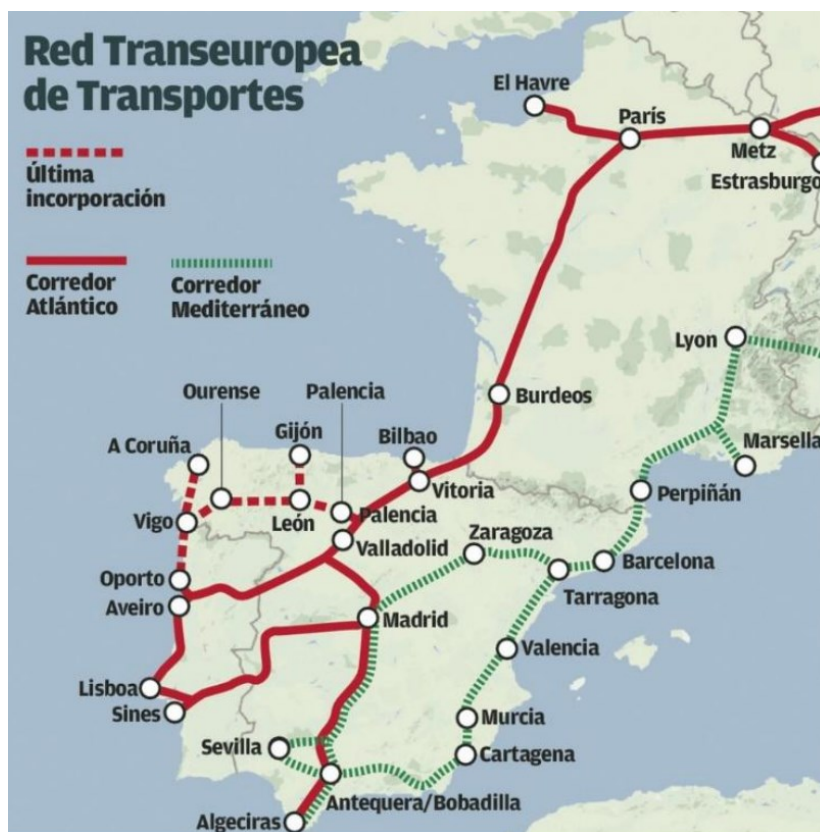 Red Transeuropea
de Transportes
Última
incorporación
Corredor
Atlántico
Corredor
Mediterráneo
El Havre
París
Metz
Estrasburgo
Lyon
Burdeos
Marsella
Perpiñán
Ourense
Palencia
A Coruña
Gijón
Bilbao
Vitoria
Vigo
León
Palencia
Valladolid
Zaragoza
Barcelona
Tarragona
Oporto
Aveiro
Madrid
Valencia
Lisboa
Sines
Murcia
Sevilla
Cartagena
Antequera/Bobadilla
Algeciras